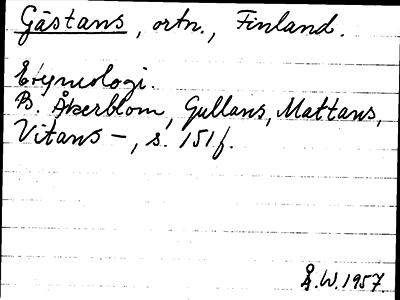 Gästans, ortn., Finland.
Etymologi.
B. Åkerblom, Gullans, Mattans,
Vitans –, s. 151 f.
Å.W. 1957.